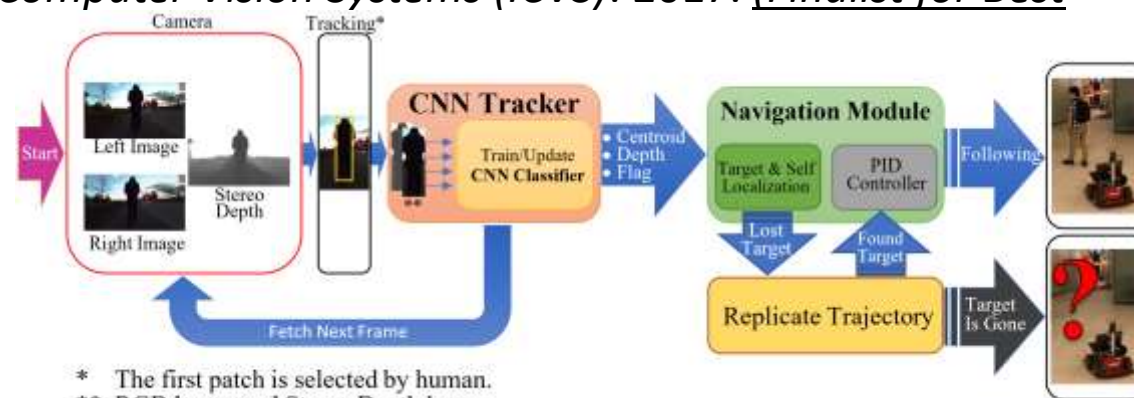 Computer Vision Systems (ICVS). 2017. (Finalist for Best
Camera
Tracking*
Start
Left Image
Right Image
Stereo
Depth
CNN Tracker
Train/Update
CNN Classifier
**
• Centroid
• Depth
• Flag
Navigation Module
Target & Self
Localization
PID
Controller
Following
Lost
Target
Found
Target
Replicate Trajectory
Target
Is Gone
?
Fetch Next Frame
* The first patch is selected by human.